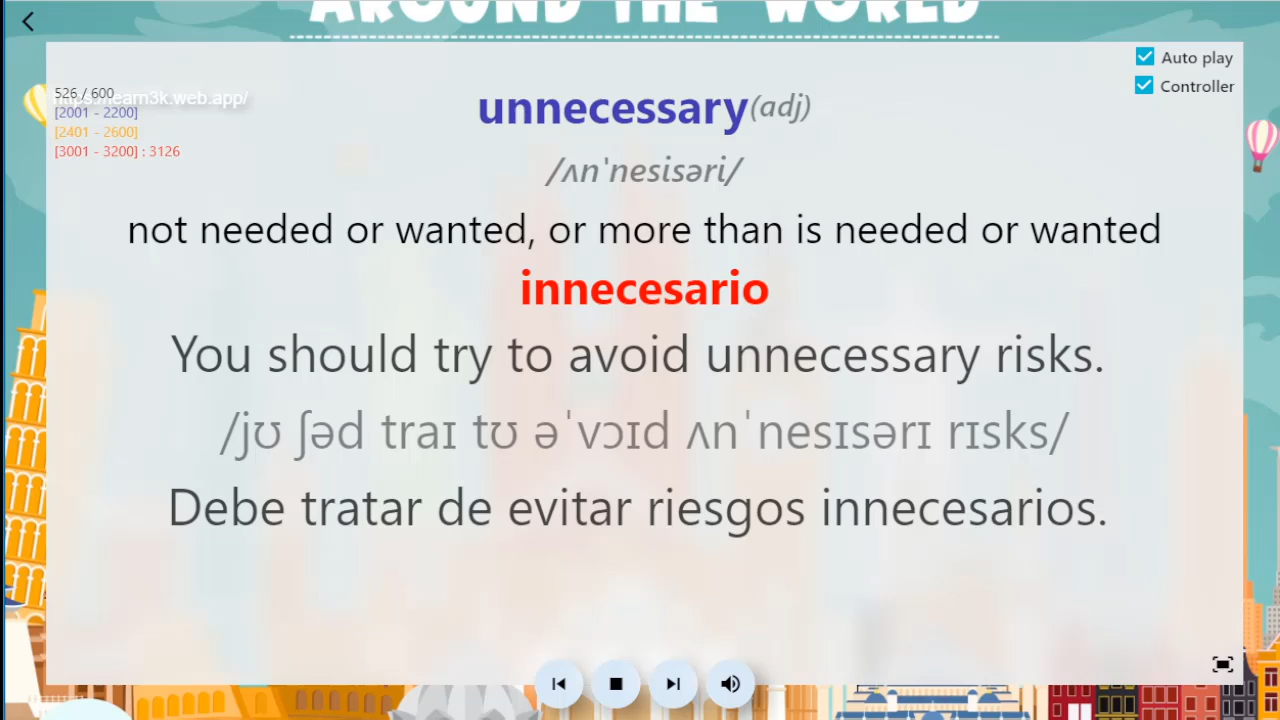 AROUND THE WORLD
Auto play
Controller
526 / 600
https://learn3k.web.app/
[2001 - 2200]
[2401 - 2600]
[3001 - 3200] : 3126
unnecessary(adj)
/ʌnˈnesisəri/
not needed or wanted, or more than is needed or wanted
innecesario
You should try to avoid unnecessary risks.
/jʊ ʃəd traɪ tʊ əˈvɔɪd ʌnˈnesɪsərɪ rɪsks/
Debe tratar de evitar riesgos innecesarios.